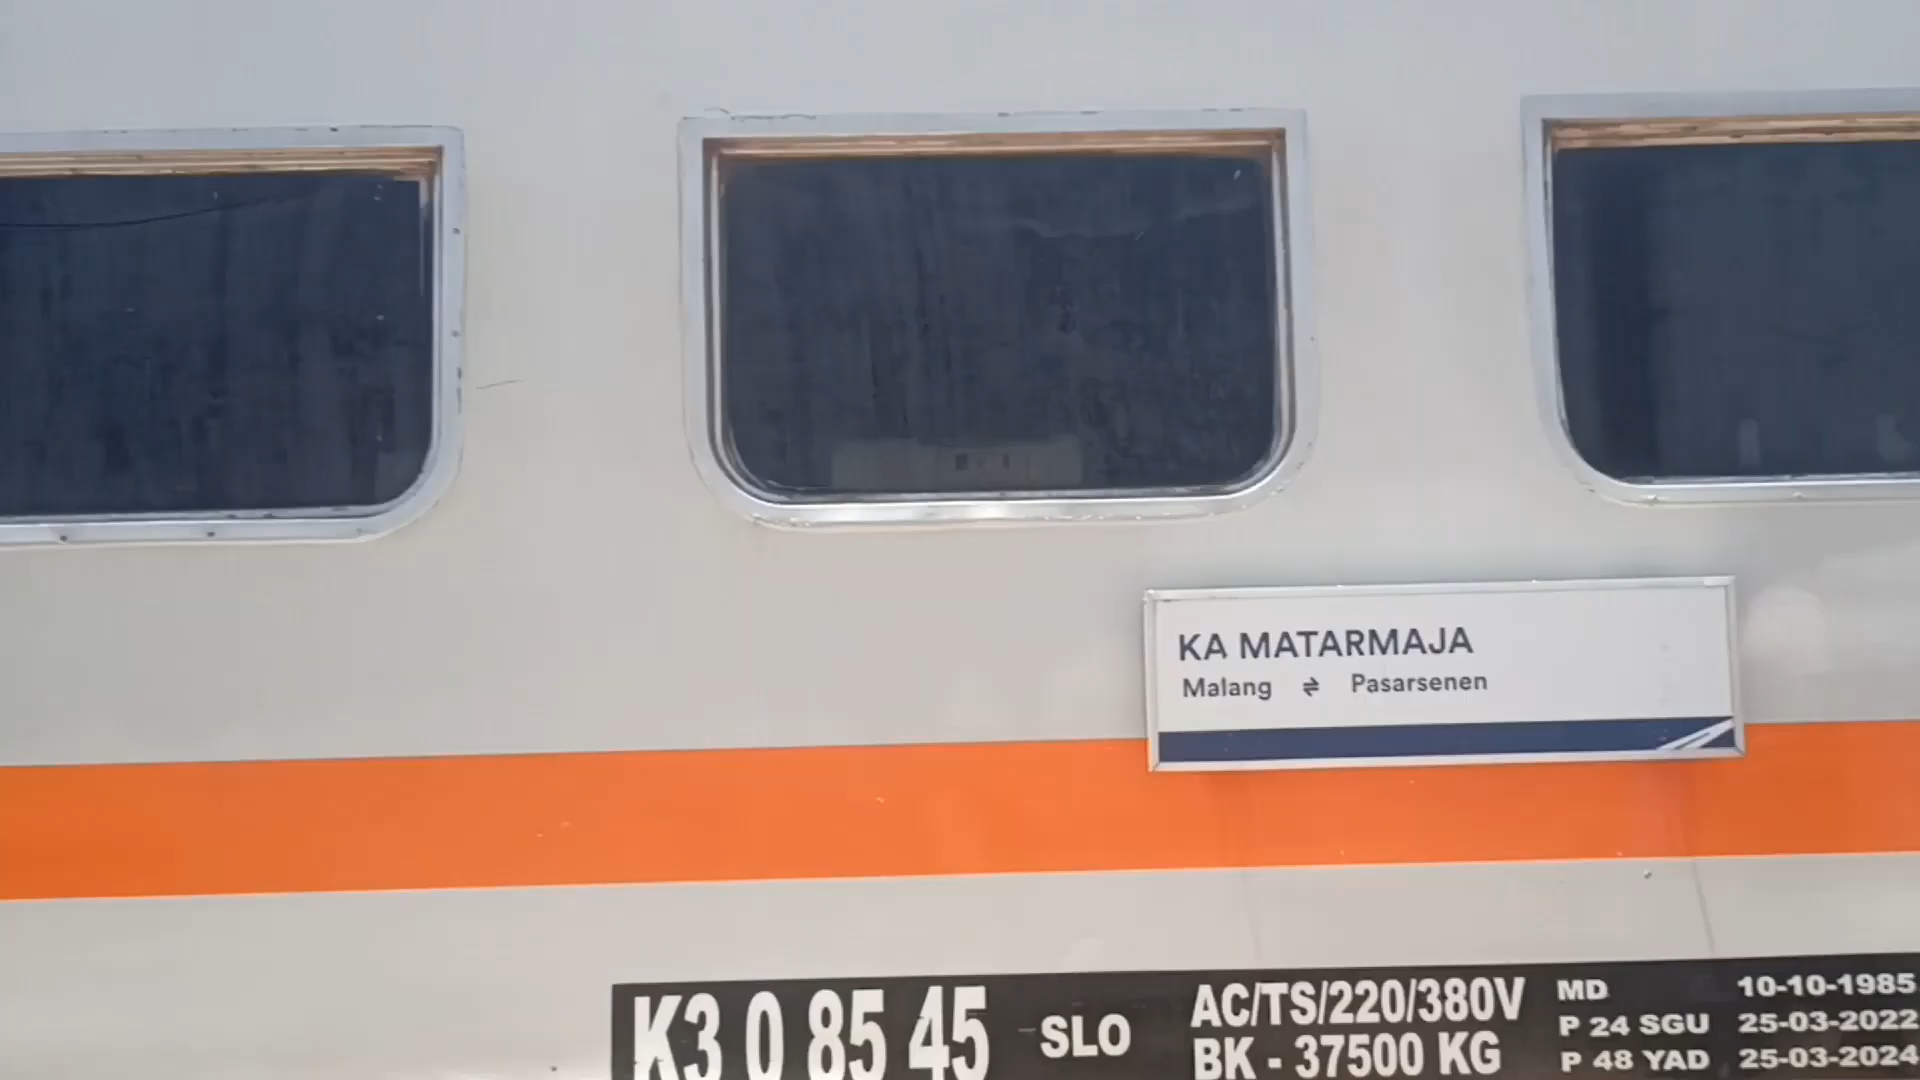 KA MATARMAJA
Malang ⇌ Pasarsenen
K3 0 85 45 SLO
AC/TS/220/380V
BK - 37500 KG
MD 10-10-1985
P 24 SGU 25-03-2022
P 48 YAD 25-03-2024